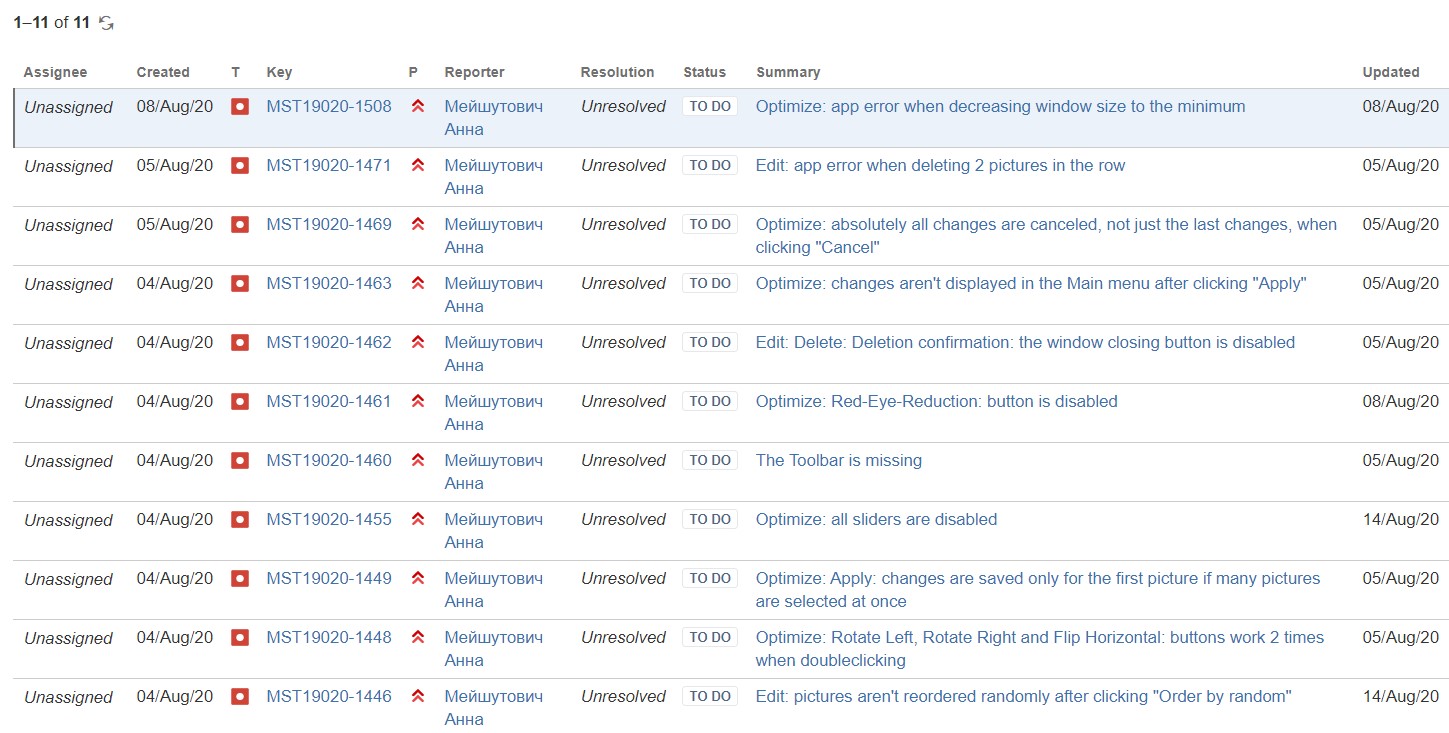 1–11 of 11
Assignee Created T Key P Reporter Resolution Status Summary Updated
Unassigned 08/Aug/20 MST19020-1508 Мейшутович Unresolved TO DO Optimize: app error when decreasing window size to the minimum 08/Aug/20
Анна
Unassigned 05/Aug/20 MST19020-1471 Мейшутович Unresolved TO DO Edit: app error when deleting 2 pictures in the row 05/Aug/20
Анна
Unassigned 05/Aug/20 MST19020-1469 Мейшутович Unresolved TO DO Optimize: absolutely all changes are canceled, not just the last changes, when 05/Aug/20
Анна clicking "Cancel"
Unassigned 04/Aug/20 MST19020-1463 Мейшутович Unresolved TO DO Optimize: changes aren't displayed in the Main menu after clicking "Apply" 05/Aug/20
Анна
Unassigned 04/Aug/20 MST19020-1462 Мейшутович Unresolved TO DO Edit: Delete: Deletion confirmation: the window closing button is disabled 05/Aug/20
Анна
Unassigned 04/Aug/20 MST19020-1461 Мейшутович Unresolved TO DO Optimize: Red-Eye-Reduction: button is disabled 08/Aug/20
Анна
Unassigned 04/Aug/20 MST19020-1460 Мейшутович Unresolved TO DO The Toolbar is missing 05/Aug/20
Анна
Unassigned 04/Aug/20 MST19020-1455 Мейшутович Unresolved TO DO Optimize: all sliders are disabled 14/Aug/20
Анна
Unassigned 04/Aug/20 MST19020-1449 Мейшутович Unresolved TO DO Optimize: Apply: changes are saved only for the first picture if many pictures 05/Aug/20
Анна are selected at once
Unassigned 04/Aug/20 MST19020-1448 Мейшутович Unresolved TO DO Optimize: Rotate Left, Rotate Right and Flip Horizontal: buttons work 2 times 05/Aug/20
Анна when doubleclicking
Unassigned 04/Aug/20 MST19020-1446 Мейшутович Unresolved TO DO Edit: pictures aren't reordered randomly after clicking "Order by random" 14/Aug/20
Анна